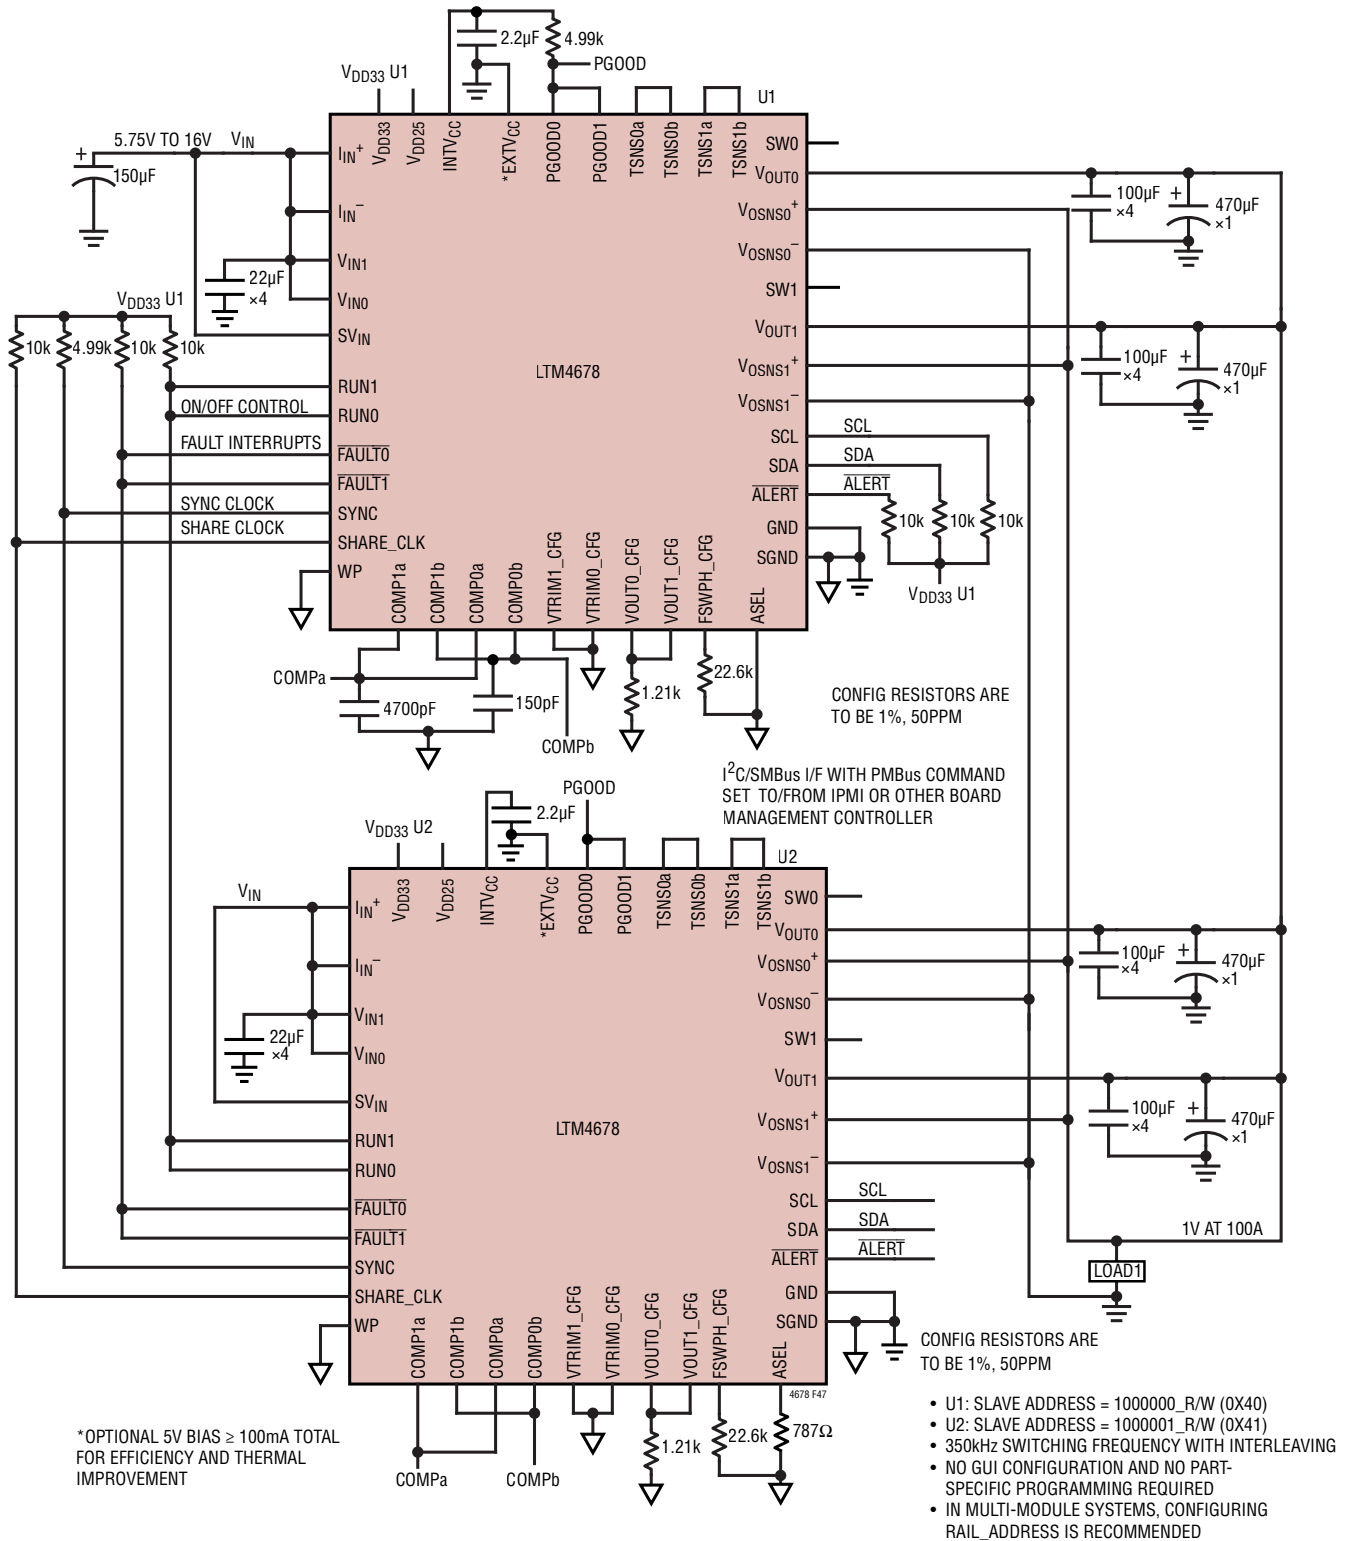 2.2µF
4.99k
PGOOD
VDD33 U1
U1
5.75V TO 16V
VIN
+
150µF
22µF
×4
VDD33 U1
10k
4.99k
10k
10k
ON/OFF CONTROL
FAULT INTERRUPTS
SYNC CLOCK
SHARE CLOCK
IIN+
IIN–
VIN1
VIN0
SVIN
RUN1
RUN0
FAULT0
FAULT1
SYNC
SHARE_CLK
WP
VDD33
VDD25
INTVCC
*EXTVCC
PGOOD0
PGOOD1
TSNS0a
TSNS0b
TSNS1a
TSNS1b
LTM4678
SW0
VOUT0
VOSNS0+
VOSNS0–
SW1
VOUT1
VOSNS1+
VOSNS1–
SCL
SDA
ALERT
GND
SGND
COMP1a
COMP1b
COMP0a
COMP0b
VTRIM1_CFG
VTRIM0_CFG
VOUT0_CFG
VOUT1_CFG
FSWPH_CFG
ASEL
100µF
×4
+
470µF
×1
100µF
×4
+
470µF
×1
SCL
SDA
ALERT
10k
10k
10k
VDD33 U1
COMPa
4700pF
150pF
COMPb
1.21k
22.6k
CONFIG RESISTORS ARE
TO BE 1%, 50PPM
I2C/SMBus I/F WITH PMBus COMMAND
SET TO/FROM IPMI OR OTHER BOARD
MANAGEMENT CONTROLLER
PGOOD
2.2µF
VDD33 U2
U2
VIN
22µF
×4
IIN+
IIN–
VIN1
VIN0
SVIN
RUN1
RUN0
FAULT0
FAULT1
SYNC
SHARE_CLK
WP
VDD33
VDD25
INTVCC
*EXTVCC
PGOOD0
PGOOD1
TSNS0a
TSNS0b
TSNS1a
TSNS1b
LTM4678
SW0
VOUT0
VOSNS0+
VOSNS0–
SW1
VOUT1
VOSNS1+
VOSNS1–
SCL
SDA
ALERT
GND
SGND
COMP1a
COMP1b
COMP0a
COMP0b
VTRIM1_CFG
VTRIM0_CFG
VOUT0_CFG
VOUT1_CFG
FSWPH_CFG
ASEL
100µF
×4
+
470µF
×1
100µF
×4
+
470µF
×1
SCL
SDA
ALERT
1V AT 100A
LOAD1
4678 F47
COMPa
COMPb
1.21k
22.6k
787Ω
*OPTIONAL 5V BIAS ≥ 100mA TOTAL
FOR EFFICIENCY AND THERMAL
IMPROVEMENT
CONFIG RESISTORS ARE
TO BE 1%, 50PPM
• U1: SLAVE ADDRESS = 1000000_R/W (0X40)
• U2: SLAVE ADDRESS = 1000001_R/W (0X41)
• 350kHz SWITCHING FREQUENCY WITH INTERLEAVING
• NO GUI CONFIGURATION AND NO PART-
SPECIFIC PROGRAMMING REQUIRED
• IN MULTI-MODULE SYSTEMS, CONFIGURING
RAIL_ADDRESS IS RECOMMENDED